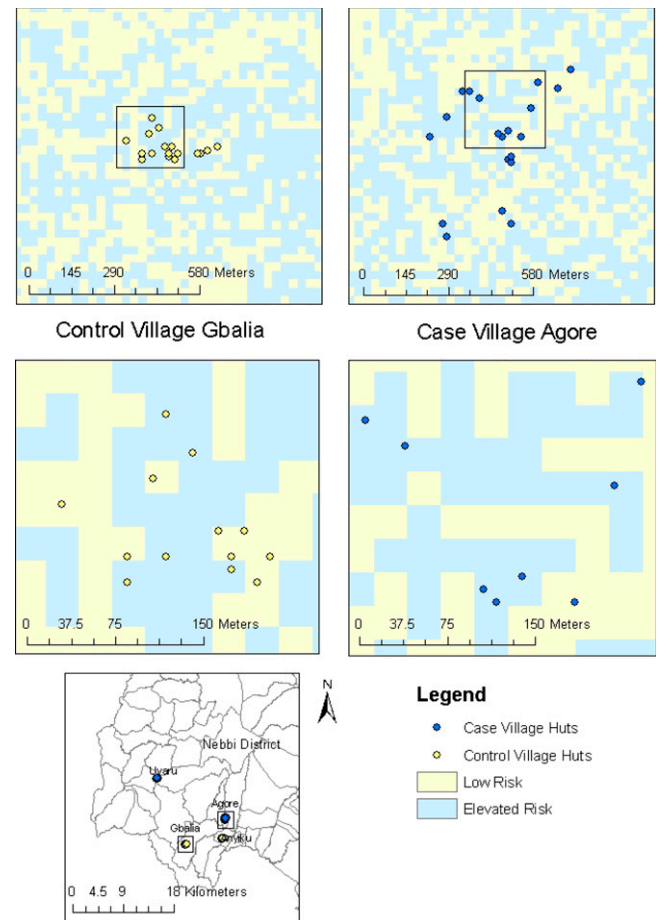 0 145 290 580 Meters
0 145 290 580 Meters
Control Village Gbalia
Case Village Agore
0 37.5 75 150 Meters
0 37.5 75 150 Meters
N
Nebbi District
Uvaru
Agore
Gbalia
0 4.5 9 18 Kilometers
Legend
Case Village Huts
Control Village Huts
Low Risk
Elevated Risk